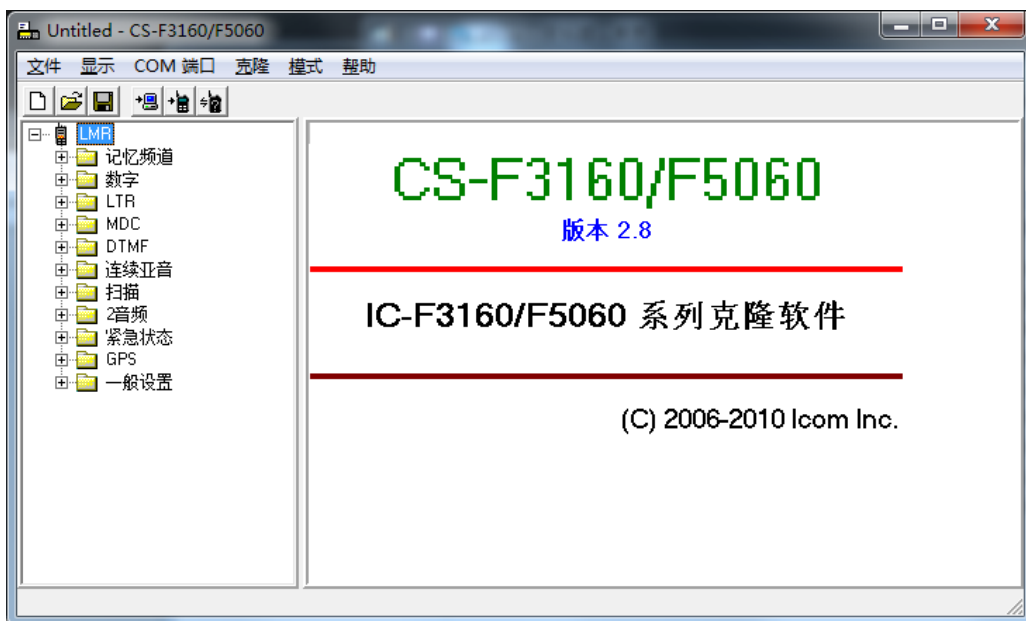 Untitled - CS-F3160/F5060
文件 显示 COM 端口 克隆 模式 帮助
LMR
记忆频道
数字
LTR
MDC
DTMF
连续亚音
扫描
2音频
紧急状态
GPS
一般设置
CS-F3160/F5060
版本 2.8
IC-F3160/F5060 系列克隆软件
(C) 2006-2010 Icom Inc.